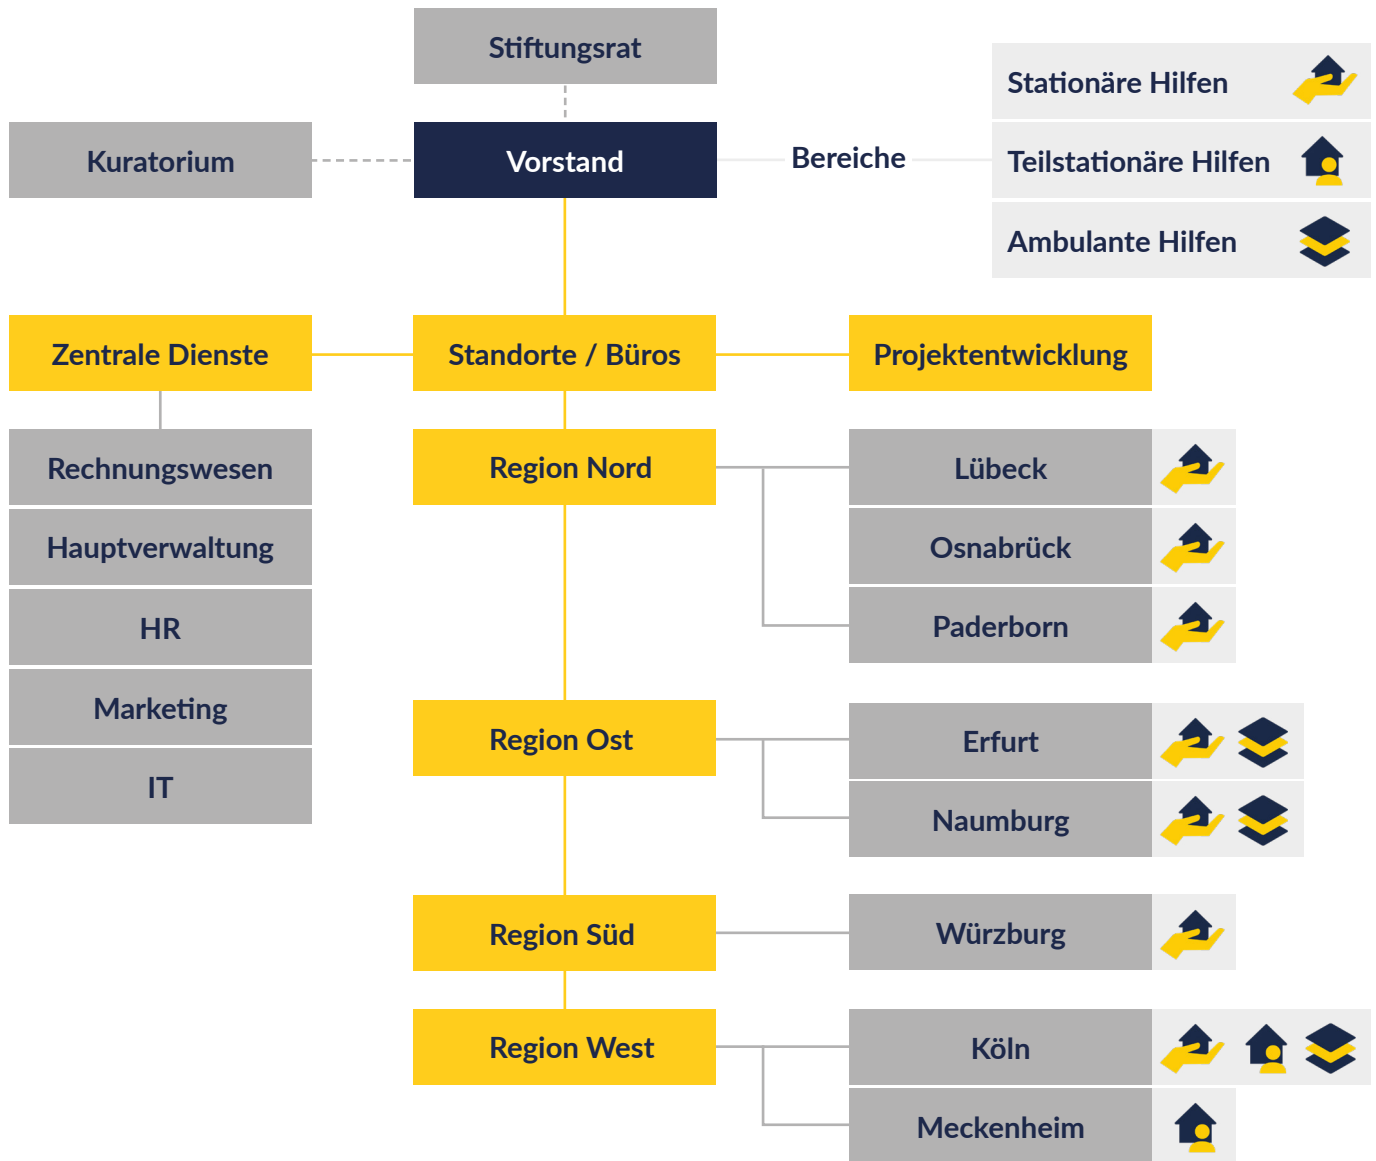 Stiftungsrat
Kuratorium
Vorstand
Bereiche
Stationäre Hilfen
Teilstationäre Hilfen
Ambulante Hilfen
Zentrale Dienste
Standorte / Büros
Projektentwicklung
Rechnungswesen
Hauptverwaltung
HR
Marketing
IT
Region Nord
Lübeck
Osnabrück
Paderborn
Region Ost
Erfurt
Naumburg
Region Süd
Würzburg
Region West
Köln
Meckenheim